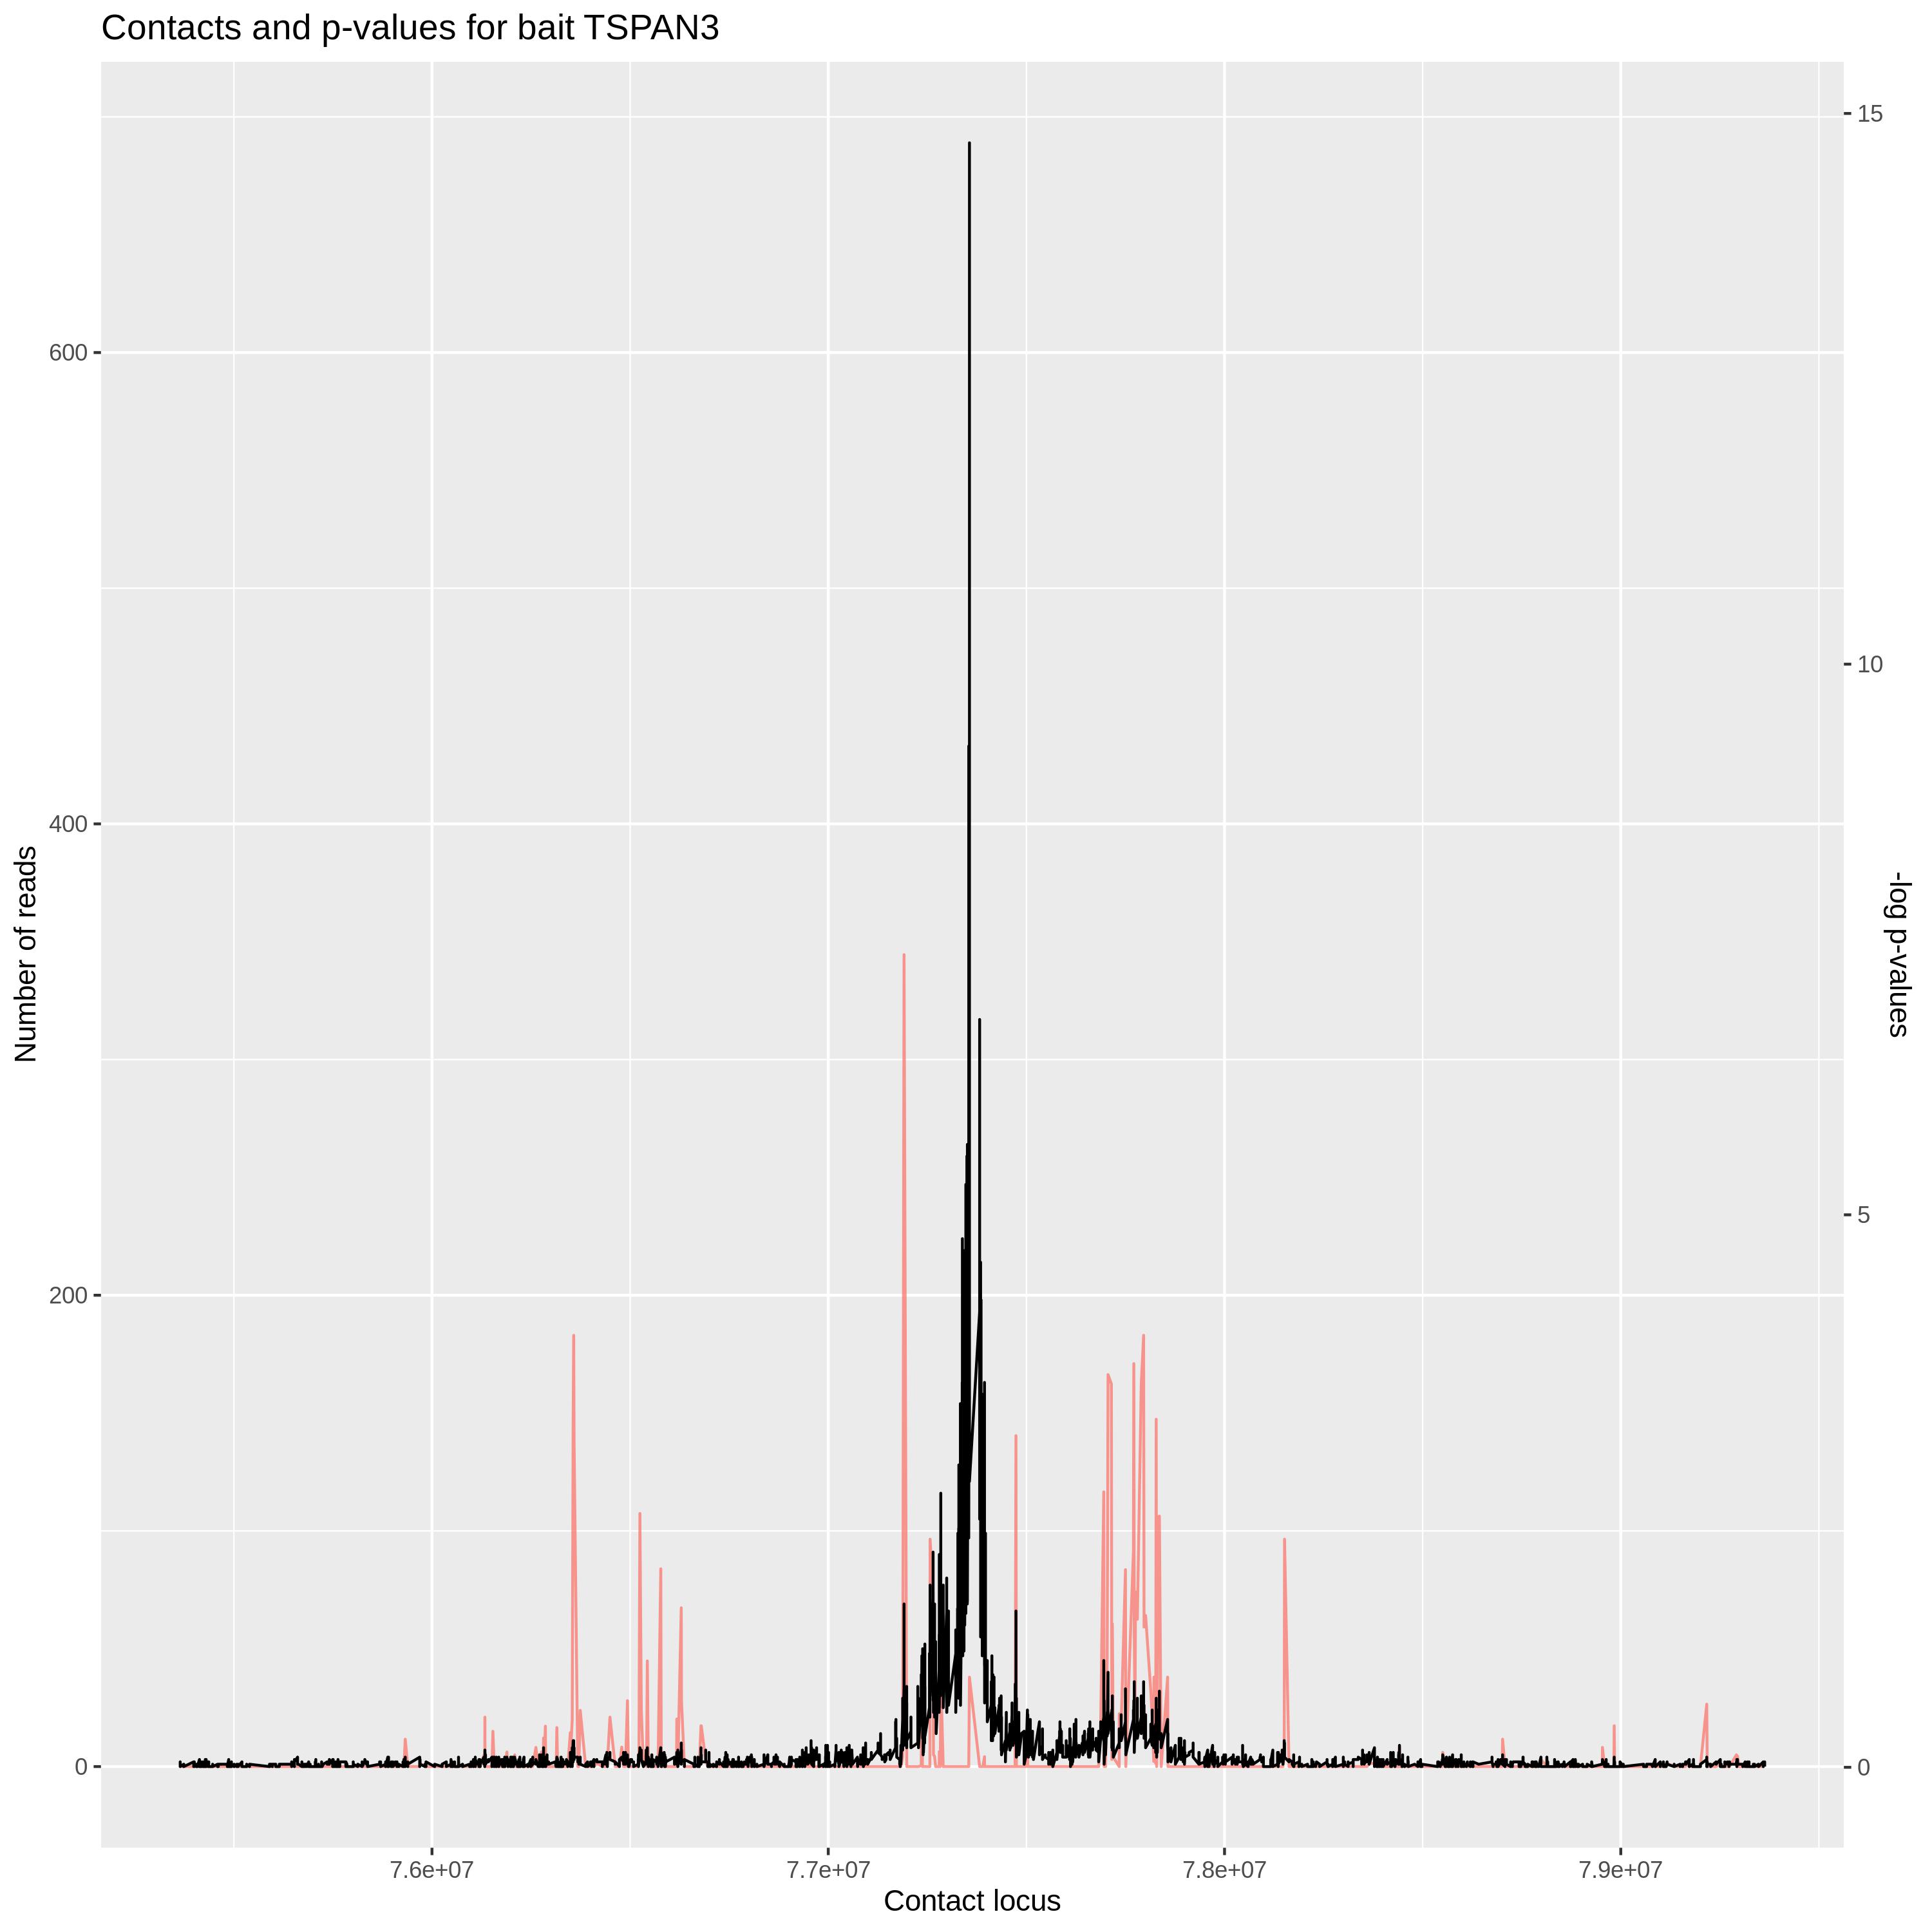 Contacts and p-values for bait TSPAN3
15
600
10
400
Number of reads
-log p-values
5
200
0
0
7.6e+07
7.7e+07
7.8e+07
7.9e+07
Contact locus